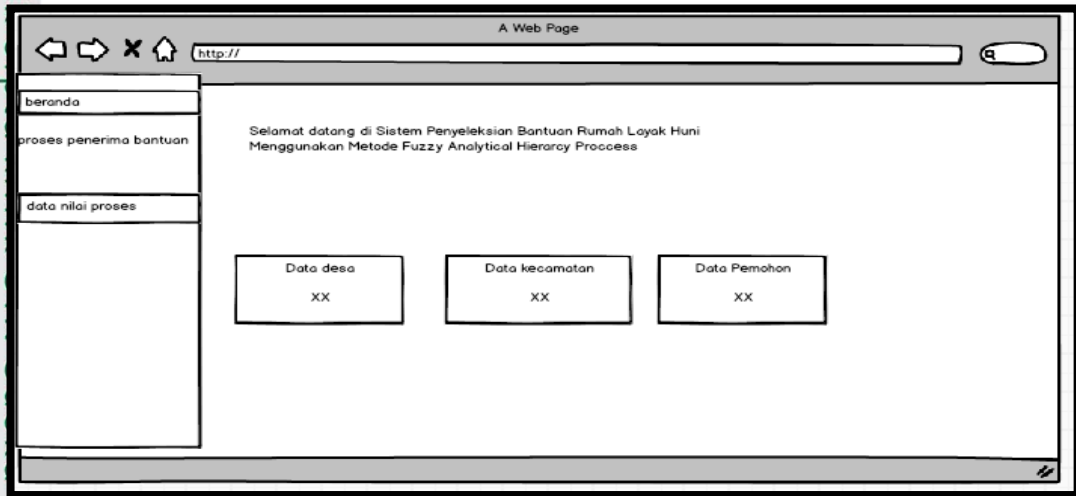 A Web Page
http://
beranda
proses penerima bantuan
data nilai proses
Selamat datang di Sistem Penyeleksian Bantuan Rumah Layak Huni
Menggunakan Metode Fuzzy Analytical Hierarcy Proccess
Data desa
XX
Data kecamatan
XX
Data Pemohon
XX